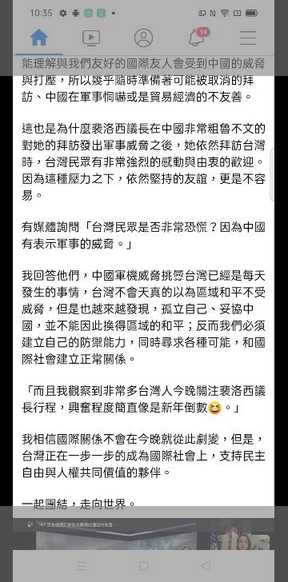 10:35
14
能理解與我們友好的國際友人會受到中國的威脅
與打壓，所以幾乎隨時準備著可能被取消的拜
訪、中國在軍事恫嚇或是貿易經濟的不友善。
這也是為什麼裴洛西議長在中國非常粗魯不文的
對她的拜訪發出軍事威脅之後，她依然拜訪台灣
時，台灣民眾有非常強烈的感動與由衷的歡迎。
因為這種壓力之下，依然堅持的友誼，更是不容
易。
有媒體詢問「台灣民眾是否非常恐慌？因為中國
有表示軍事的威脅。」
我回答他們，中國軍機威脅挑釁台灣已經是每天
發生的事情，台灣不會天真的以為區域和平不受
威脅，但是也越來越發現，孤立自己、妥協中
國，並不能因此換得區域的和平；反而我們必須
建立自己的防禦能力，同時尋求各種可能，和國
際社會建立正常關係。
「而且我觀察到非常多台灣人今晚關注裴洛西議
長行程，興奮程度簡直像是新年倒數😆。」
我相信國際關係不會在今晚就從此劇變，但是，
台灣正在一步一步的成為國際社會上，支持民主
自由與人權共同價值的夥伴。
一起團結，走向世界。